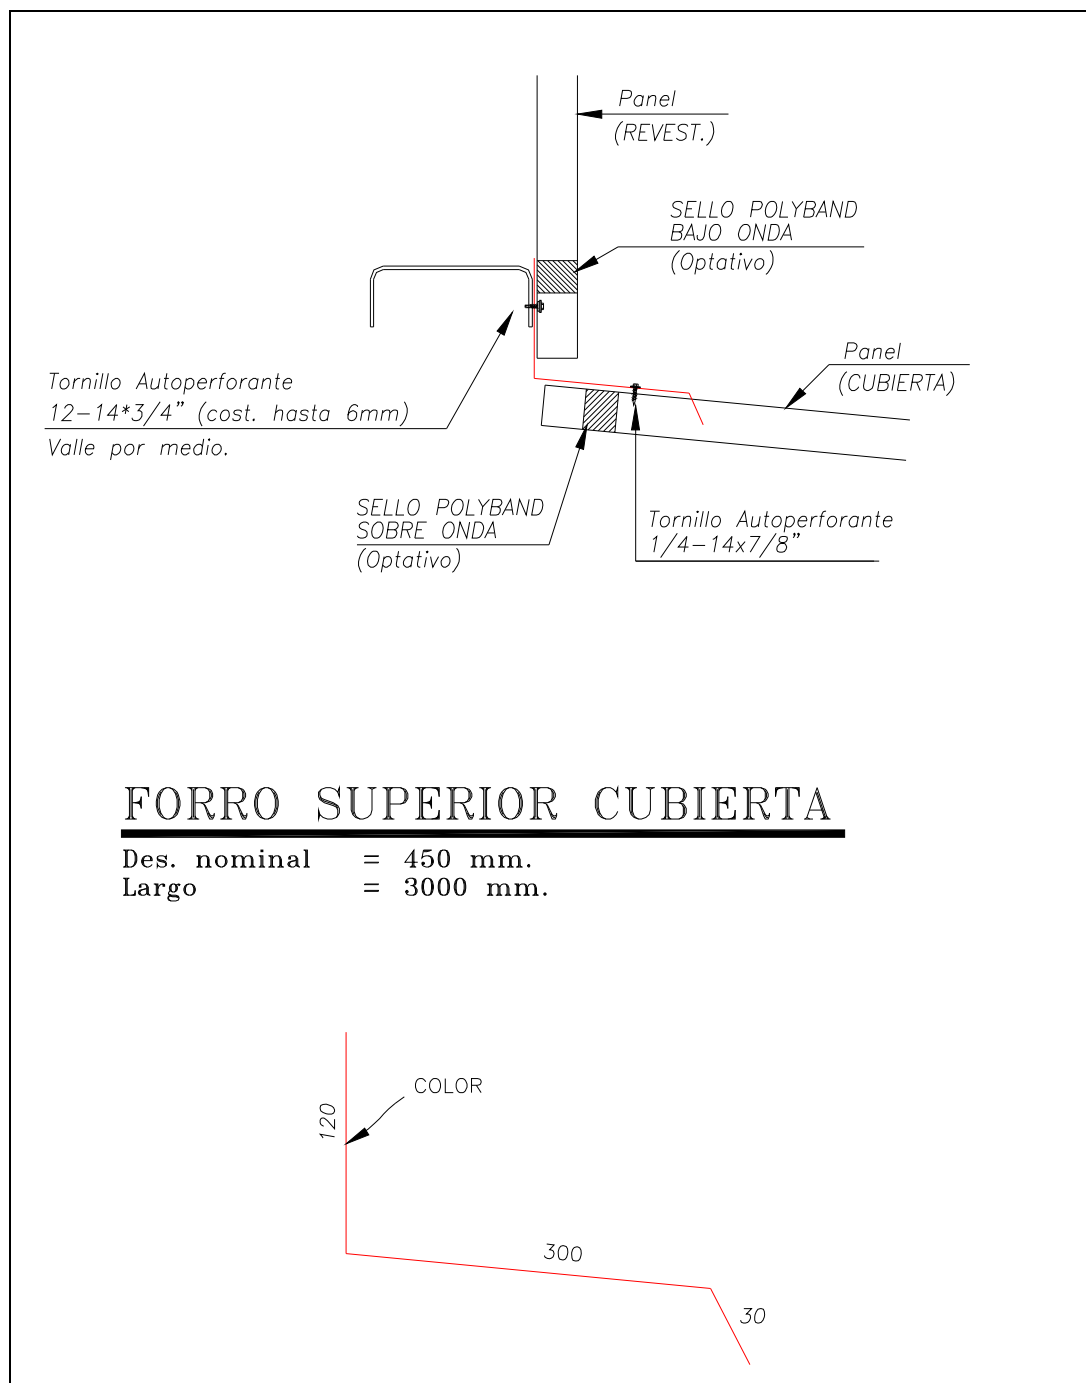 Panel
(REVEST.)
SELLO POLYBAND
BAJO ONDA
(Optativo)
Panel
(CUBIERTA)
Tornillo Autoperforante
12-14*3/4" (cost. hasta 6mm)
Valle por medio.
SELLO POLYBAND
SOBRE ONDA
(Optativo)
Tornillo Autoperforante
1/4-14x7/8"
FORRO SUPERIOR CUBIERTA
Des. nominal = 450 mm.
Largo = 3000 mm.
COLOR
120
300
30